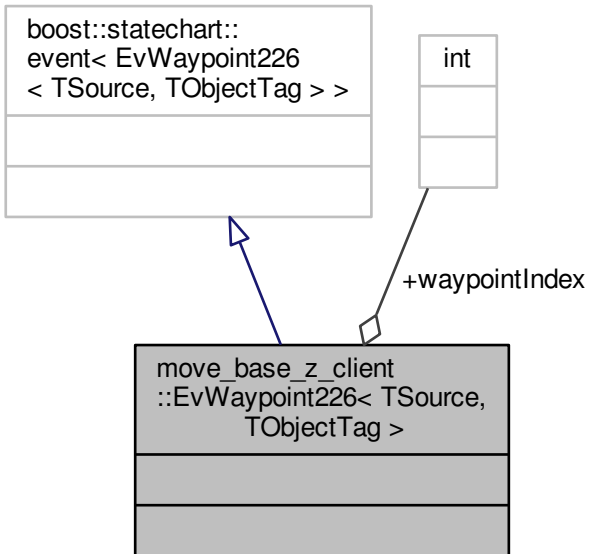 boost::statechart::
event< EvWaypoint226
< TSource, TObjectTag > >
int
+waypointIndex
move_base_z_client
::EvWaypoint226< TSource,
TObjectTag >